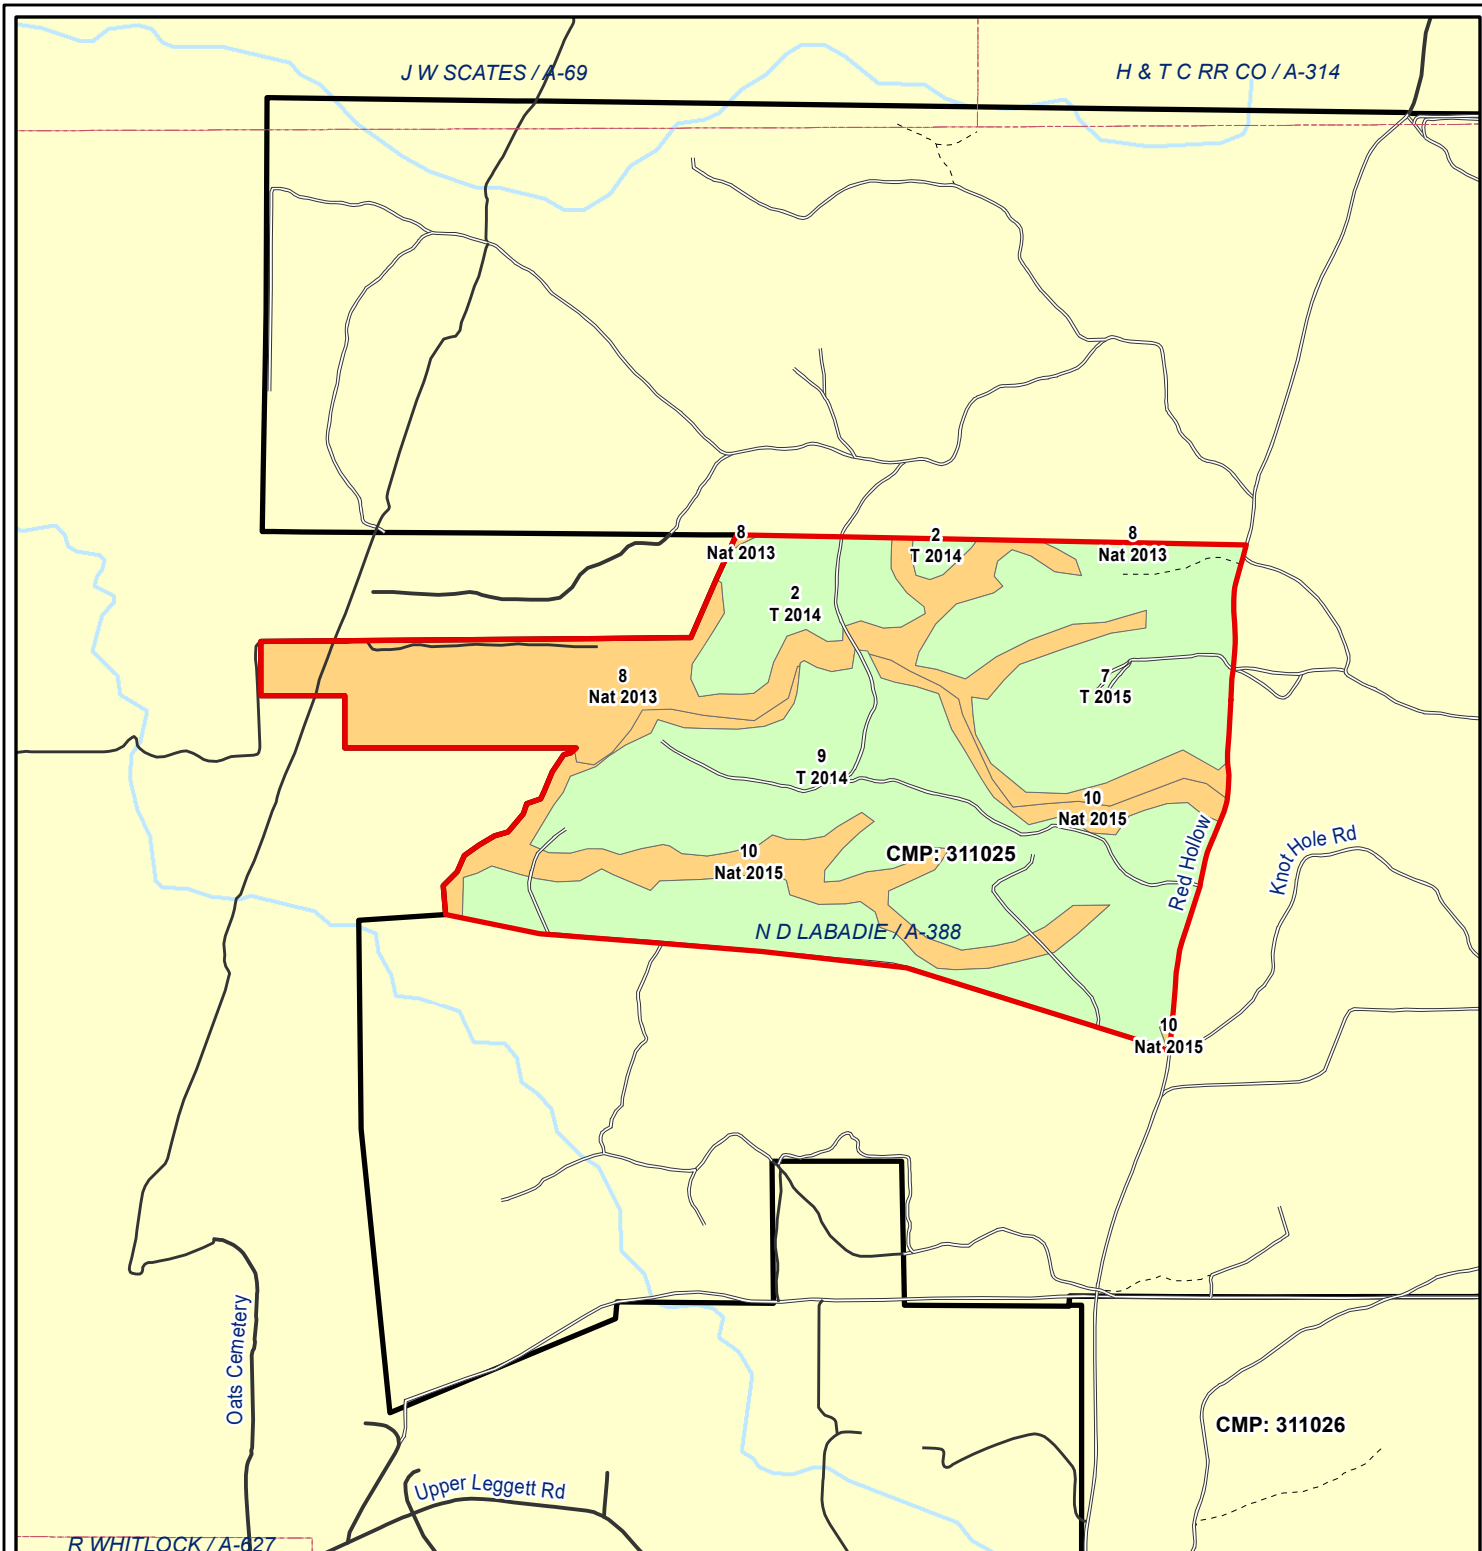 J W SCATES / A-69
H & T C RR CO / A-314
8
Nat 2013
2
T 2014
8
Nat 2013
2
T 2014
8
Nat 2013
7
T 2015
9
T 2014
10
Nat 2015
10
Nat 2015
CMP: 311025
Red Hollow
Knot Hole Rd
N D LABADIE / A-388
10
Nat 2015
Oats Cemetery
CMP: 311026
Upper Leggett Rd
R WHITLOCK / A-627